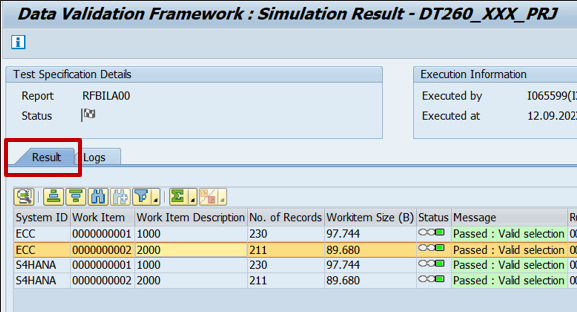 Data Validation Framework : Simulation Result - DT260_XXX_PRJ
Test Specification Details
Execution Information
Report RFBILA00
Executed by I065599(I
Status
Executed at 12.09.202
Result Logs
System ID Work Item Work Item Description No. of Records Workitem Size (B) Status Message
ECC 0000000001 1000 230 97.744 Passed : Valid selection
ECC 0000000002 2000 211 89.680 Passed : Valid selection
S4HANA 0000000001 1000 230 97.744 Passed : Valid selection
S4HANA 0000000002 2000 211 89.680 Passed : Valid selection